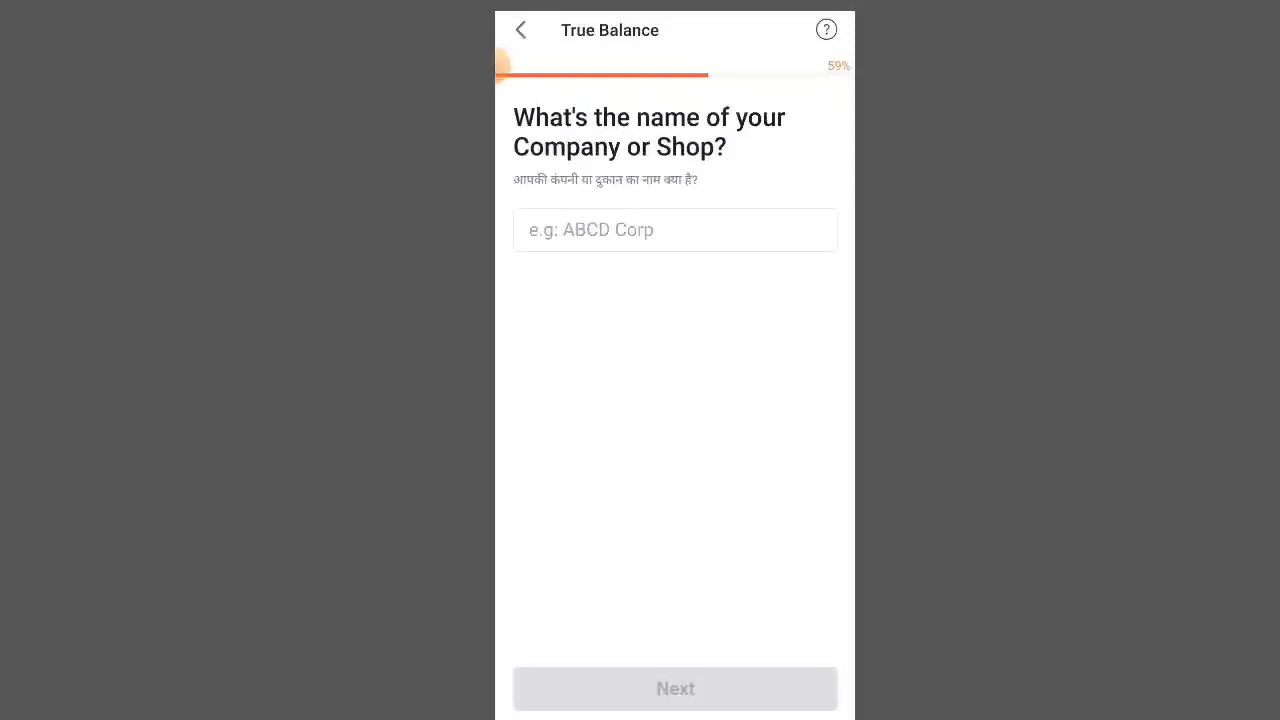 True Balance
?
59%
What's the name of your
Company or Shop?
आपकी कंपनी या दुकान का नाम क्या है?
e.g: ABCD Corp
Next